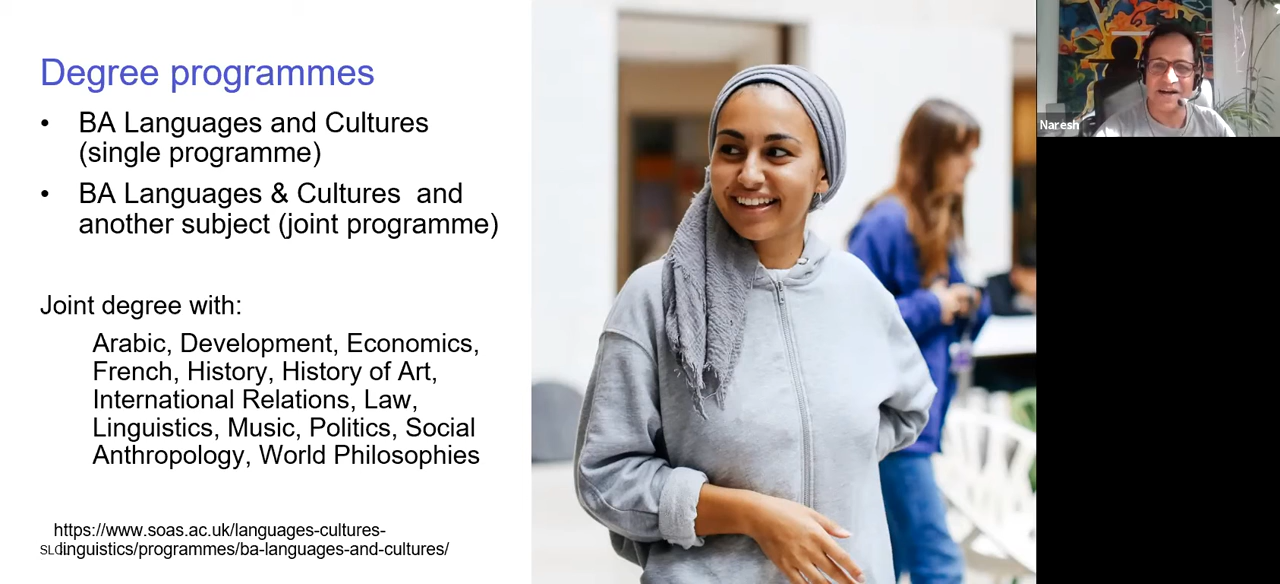 Degree programmes
• BA Languages and Cultures
(single programme)
• BA Languages & Cultures and
another subject (joint programme)
Joint degree with:
Arabic, Development, Economics,
French, History, History of Art,
International Relations, Law,
Linguistics, Music, Politics, Social
Anthropology, World Philosophies
https://www.soas.ac.uk/languages-cultures-
linguistics/programmes/ba-languages-and-cultures/
Naresh